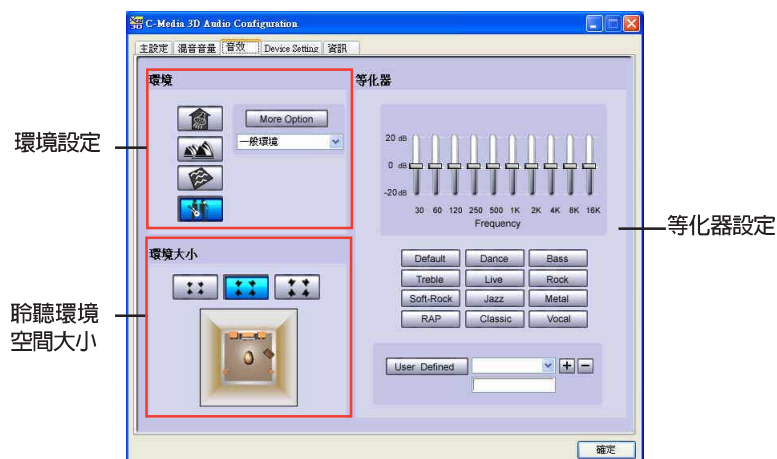 C-Media 3D Audio Configuration
主設定 混音音量 音效 Device Setting 資訊
環境
More Option
一般環境
環境大小
等化器
20 dB
0 dB
-20 dB
30 60 120 250 500 1K 2K 4K 8K 16K
Frequency
Default Dance Bass
Treble Live Rock
Soft-Rock Jazz Metal
RAP Classic Vocal
User Defined
確定
環境設定
聆聽環境
空間大小
等化器設定